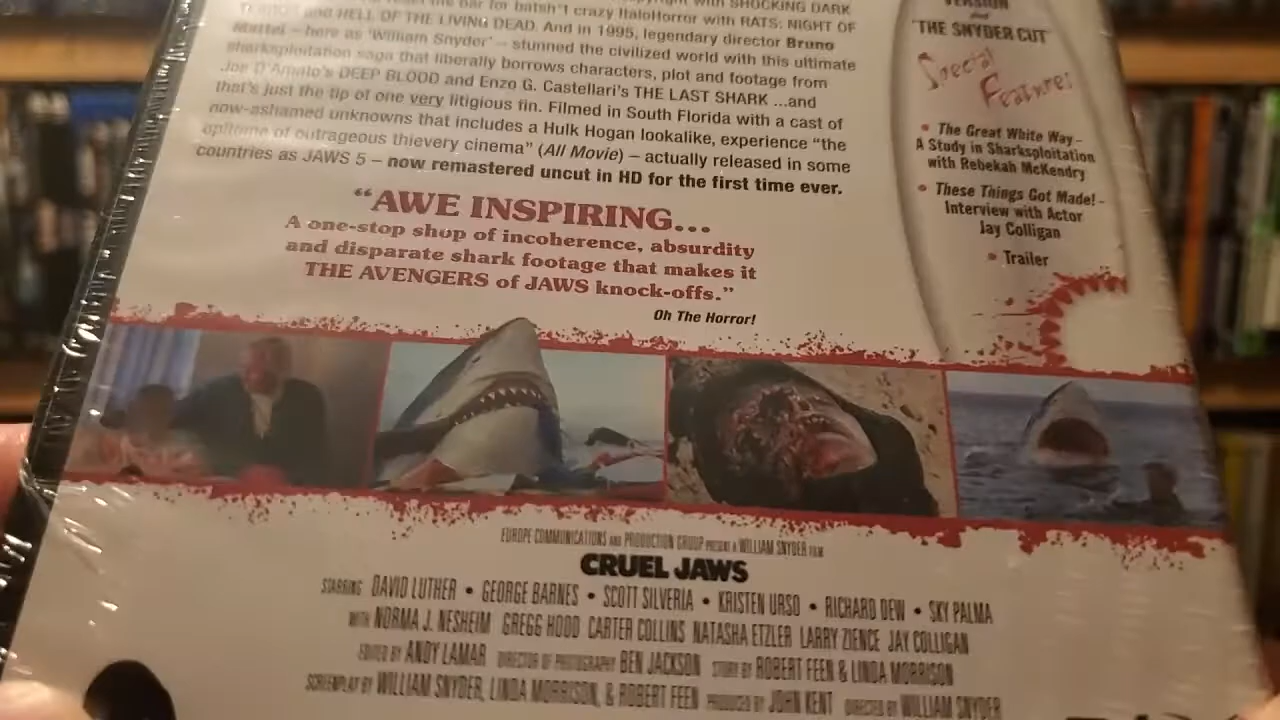 bar for batsh*t crazy ItaloHorror with RATS: NIGHT OF
and HELL OF THE LIVING DEAD. And in 1995, legendary director Bruno
Mattei – here as 'William Snyder' – stunned the civilized world with this ultimate
sharksploitation saga that liberally borrows characters, plot and footage from
Joe D'Amato's DEEP BLOOD and Enzo G. Castellari's THE LAST SHARK ...and
that's just the tip of one very litigious fin. Filmed in South Florida with a cast of
now-ashamed unknowns that includes a Hulk Hogan lookalike, experience "the
epitome of outrageous thievery cinema" (All Movie) – actually released in some
countries as JAWS 5 – now remastered uncut in HD for the first time ever.
"AWE INSPIRING...
A one-stop shop of incoherence, absurdity
and disparate shark footage that makes it
THE AVENGERS of JAWS knock-offs."
Oh The Horror!
VERSION
and
'THE SNYDER CUT'
Special
Features
• The Great White Way –
A Study in Sharksploitation
with Rebekah McKendry
• These Things Got Made! -
Interview with Actor
Jay Colligan
• Trailer
EUROPE COMMUNICATIONS AND PRODUCTION GROUP PRESENT A WILLIAM SNYDER FILM
CRUEL JAWS
STARRING DAVID LUTHER • GEORGE BARNES • SCOTT SILVERIA • KRISTEN URSO • RICHARD DEW • SKY PALMA
WITH NORMA J. NESHEIM GREGG HOOD CARTER COLLINS NATASHA ETZLER LARRY ZIENCE JAY COLLIGAN
EDITED BY ANDY LAMAR DIRECTOR OF PHOTOGRAPHY BEN JACKSON STORY BY ROBERT FEEN & LINDA MORRISON
SCREENPLAY BY WILLIAM SNYDER, LINDA MORRISON, & ROBERT FEEN PRODUCED BY JOHN KENT DIRECTED BY WILLIAM SNYDER